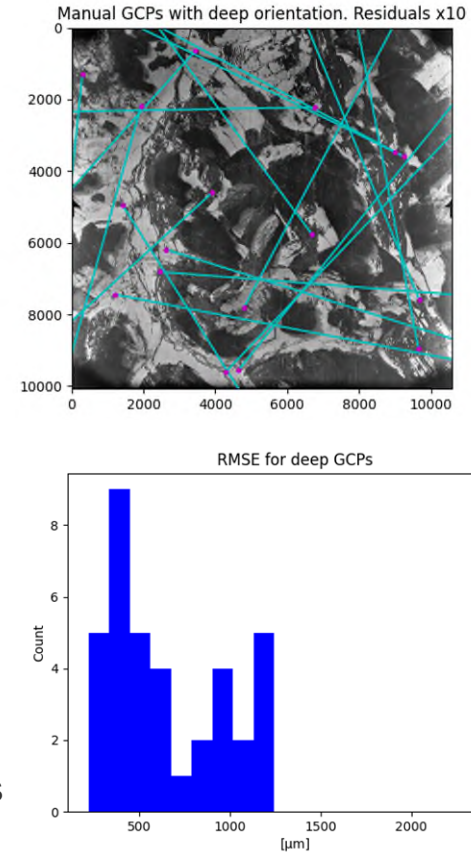 Manual GCPs with deep orientation. Residuals x10
0
2000
4000
6000
8000
10000
0 2000 4000 6000 8000 10000
RMSE for deep GCPs
8
6
4
2
0
Count
500 1000 1500 2000
[µm]
s